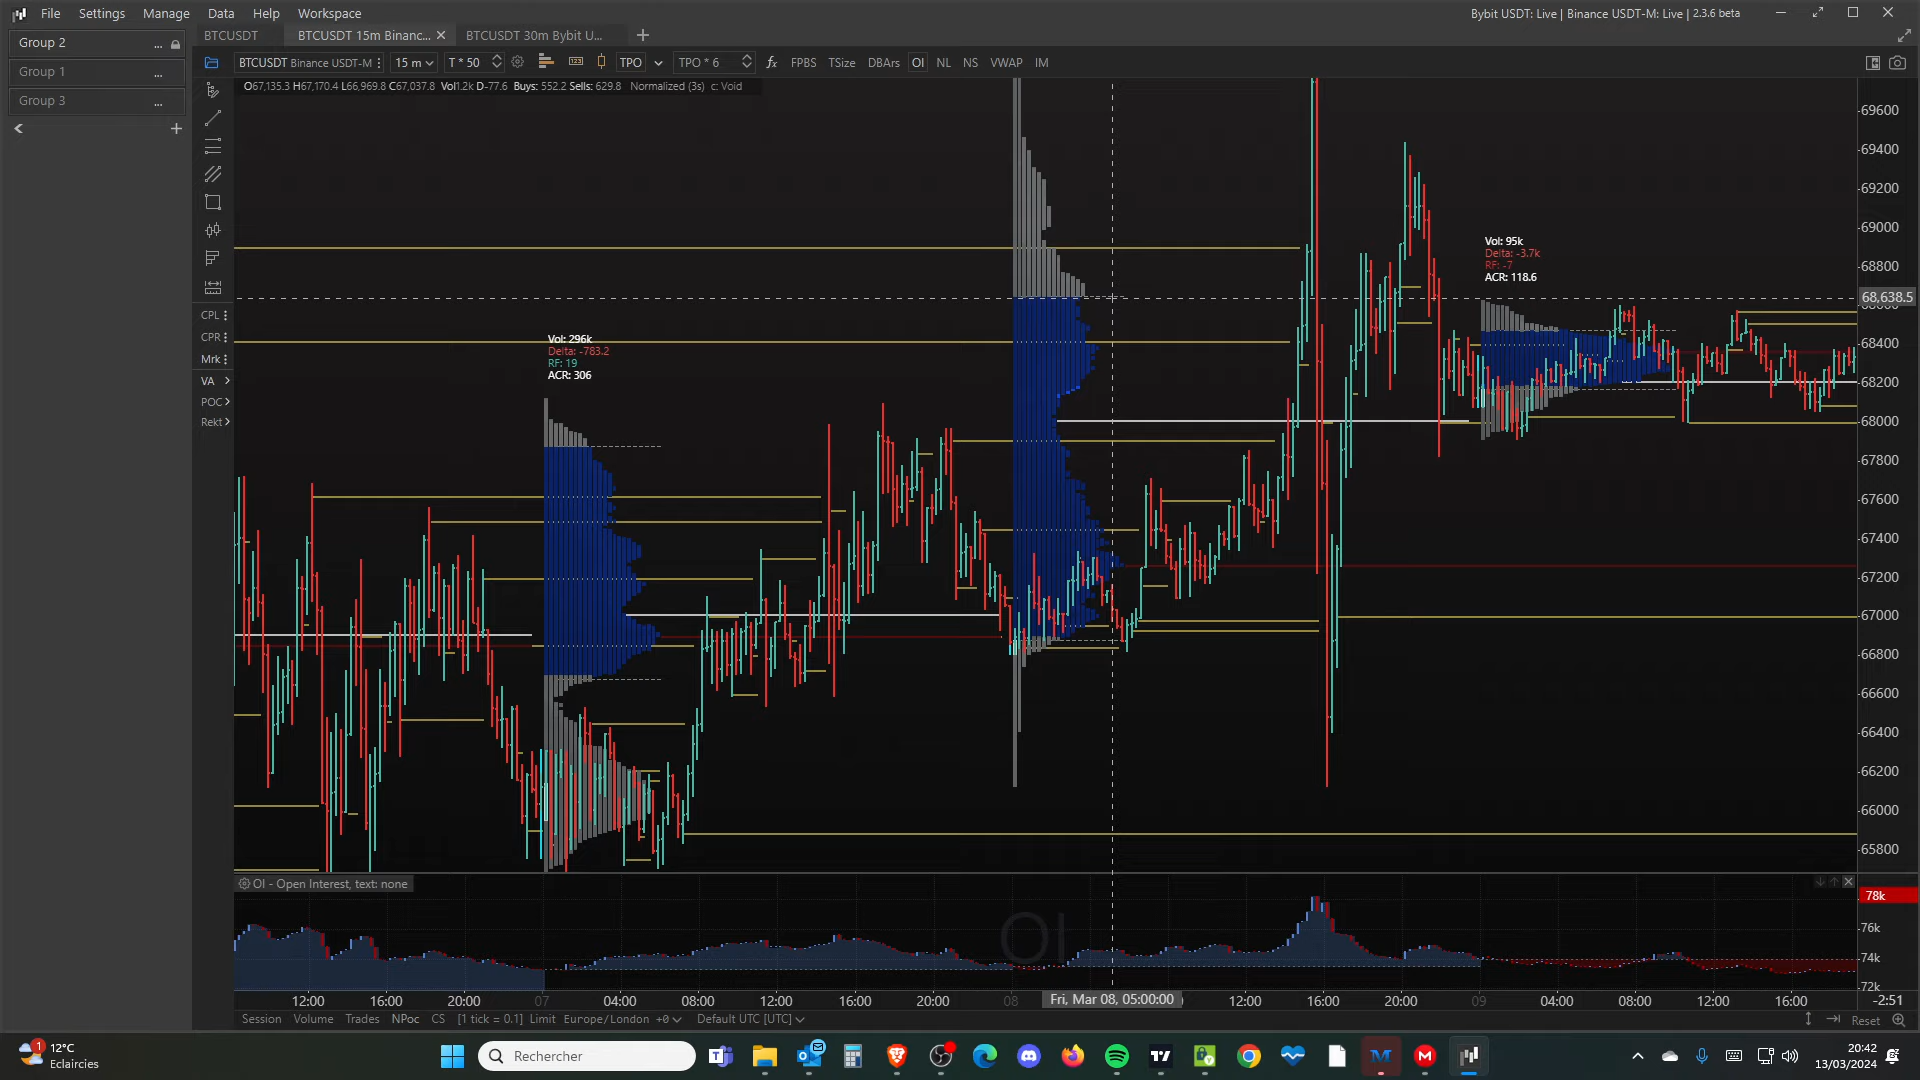 File Settings Manage Data Help Workspace
Bybit USDT: Live | Binance USDT-M: Live | 2.3.6 beta
Group 2 ...
Group 1 ...
Group 3 ...
BTCUSDT
BTCUSDT 15m Binanc...
BTCUSDT 30m Bybit U...
BTCUSDT Binance USDT-M
15 m
T * 50
123
TPO
TPO * 6
fx
FPBS
TSize
DBArs
OI
NL
NS
VWAP
IM
O67,135.3 H67,170.4 L66,969.8 C67,037.8 Vol1.2k D-77.6 Buys: 552.2 Sells: 629.8 Normalized (3s) c: Void
CPL
CPR
Mrk
VA
POC
Rekt
Vol: 296k
Delta: -783.2
RF: 19
ACR: 306
Vol: 95k
Delta: -3.7k
RF: -7
ACR: 118.6
69600
69400
69200
69000
68800
68,638.5
68400
68200
68000
67800
67600
67400
67200
67000
66800
66600
66400
66200
66000
65800
OI - Open Interest, text: none
OI
78k
76k
74k
72k
12:00 16:00 20:00 07 04:00 08:00 12:00 16:00 20:00 08 Fri, Mar 08, 05:00:00 12:00 16:00 20:00 09 04:00 08:00 12:00 16:00 -2:51
Session Volume Trades NPoc CS [1 tick = 0.1] Limit Europe/London +0 Default UTC [UTC]
Reset
1
12°C
Eclaircies
Rechercher
20:42
13/03/2024